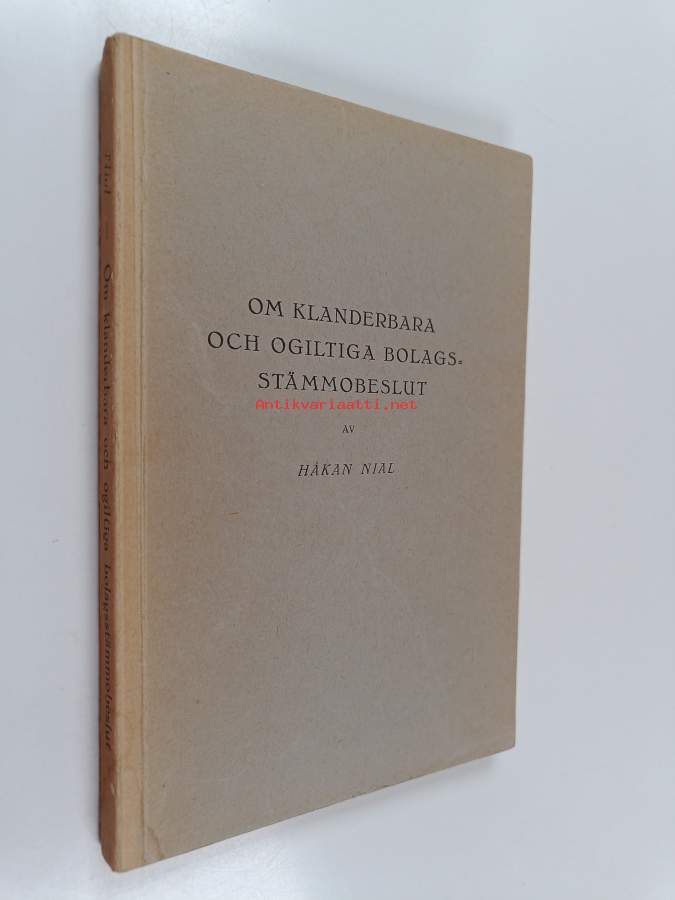 OM KLANDERBARA
OCH OGILTIGA BOLAGS=
STÄMMOBESLUT
Antikvariaatti.net
AV
HÅKAN NIAL
Nial — Om klanderbara och ogiltiga bolagsstämmobeslut